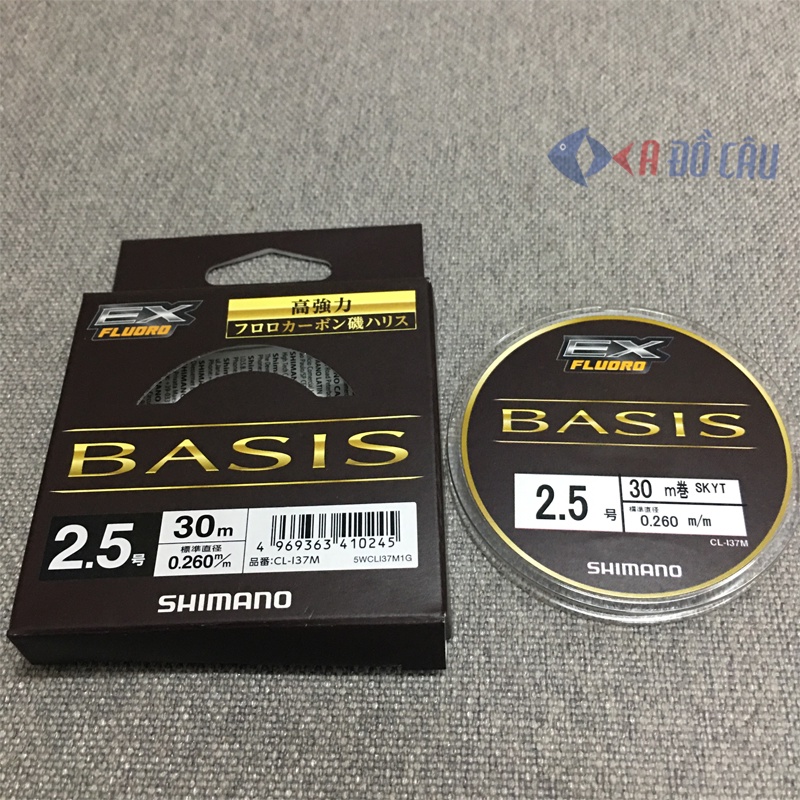 A ĐỒ CÂU
EX
FLUORO
高強力
フロロカーボン磯ハリス
BASIS
2.5号
30m
標準直径
0.260m/m
4 969363 410245
品番:CL-I37M
5WCLI37M1G
SHIMANO
EX
FLUORO
BASIS
2.5 号
30 m巻 SKYT
標準直径
0.260 m/m
CL-I37M
SHIMANO